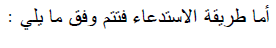 أما طريقة الاستدعاء فتتم وفق ما يلي :